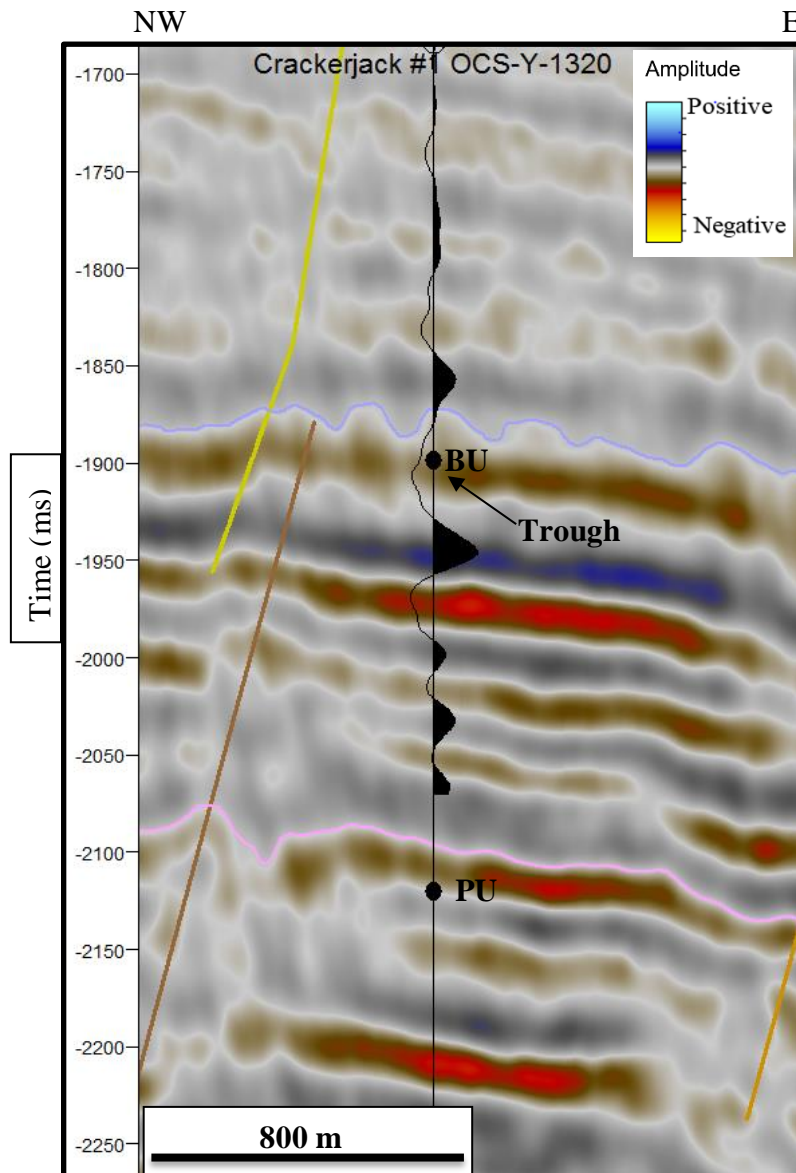 NW
E
Crackerjack #1 OCS-Y-1320
Amplitude
Positive
Negative
-1700
-1750
-1800
-1850
-1900
-1950
-2000
-2050
-2100
-2150
-2200
-2250
Time (ms)
BU
Trough
PU
800 m